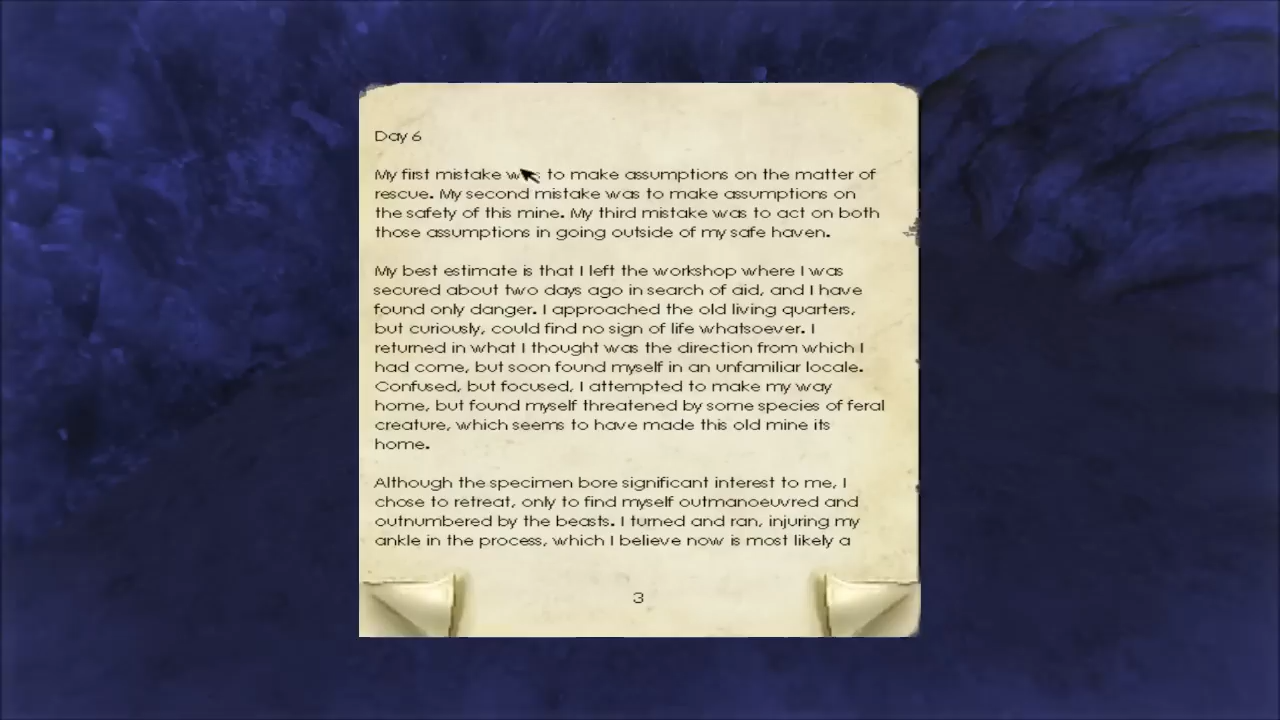 Day 6
My first mistake was to make assumptions on the matter of
rescue. My second mistake was to make assumptions on
the safety of this mine. My third mistake was to act on both
those assumptions in going outside of my safe haven.
My best estimate is that I left the workshop where I was
secured about two days ago in search of aid, and I have
found only danger. I approached the old living quarters,
but curiously, could find no sign of life whatsoever. I
returned in what I thought was the direction from which I
had come, but soon found myself in an unfamiliar locale.
Confused, but focused, I attempted to make my way
home, but found myself threatened by some species of feral
creature, which seems to have made this old mine its
home.
Although the specimen bore significant interest to me, I
chose to retreat, only to find myself outmanoeuvred and
outnumbered by the beasts. I turned and ran, injuring my
ankle in the process, which I believe now is most likely a
3